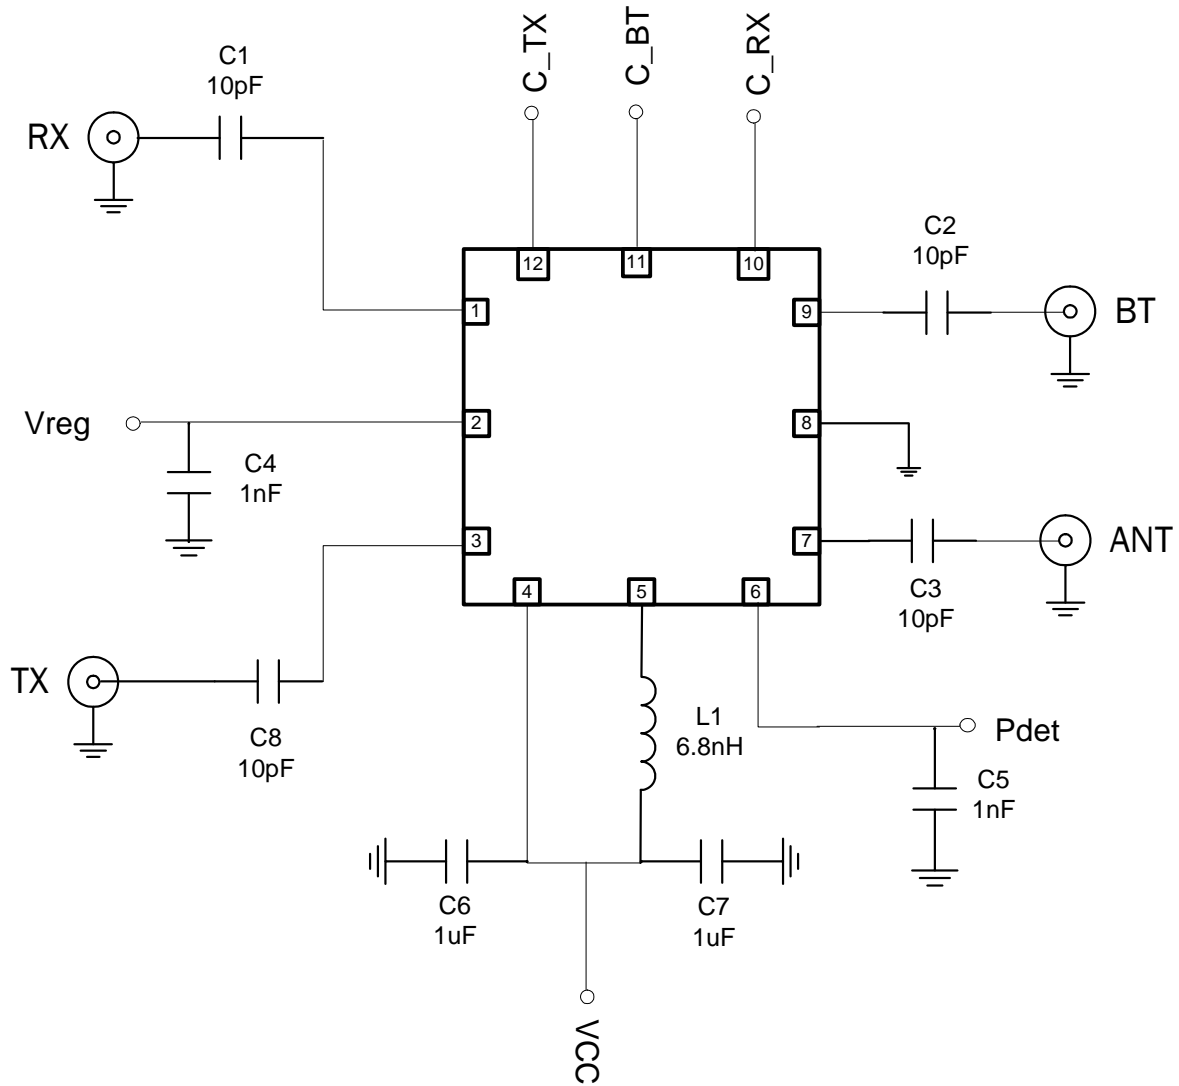 C_TX
C_BT
C_RX
C1
10pF
RX
C2
10pF
12
11
10
1
9
BT
Vreg
2
8
C4
1nF
3
7
ANT
4
5
6
C3
10pF
TX
L1
6.8nH
C8
10pF
Pdet
C5
1nF
C6
1uF
C7
1uF
VCC